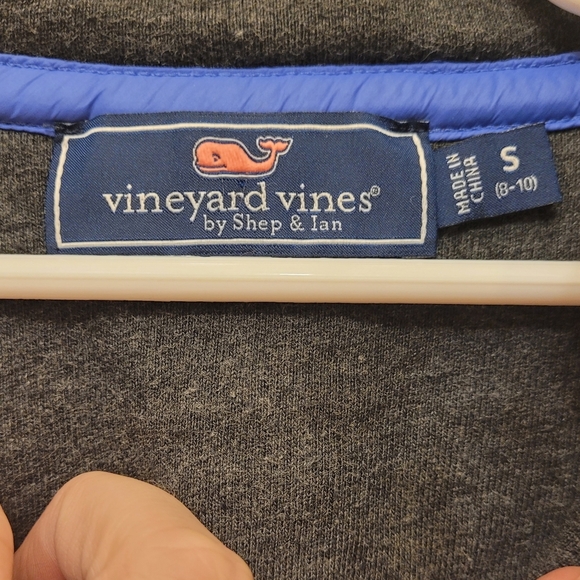 vineyard vines®
by Shep & Ian
MADE IN
CHINA
S
(8-10)